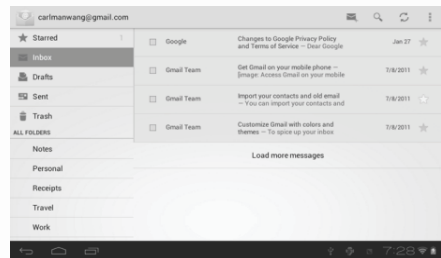 carlmanwang@gmail.com
Starred
Inbox
Drafts
Sent
Trash
ALL FOLDERS
Notes
Personal
Receipts
Travel
Work
Google
Changes to Google Privacy Policy
and Terms of Service – Dear Google
Jan 27
Gmail Team
Get Gmail on your mobile phone –
[image: Access Gmail on your mobile
7/8/2011
Gmail Team
Import your contacts and old email
– You can import your contacts and
7/8/2011
Gmail Team
Customize Gmail with colors and
themes – To spice up your inbox
7/8/2011
Load more messages
7:28